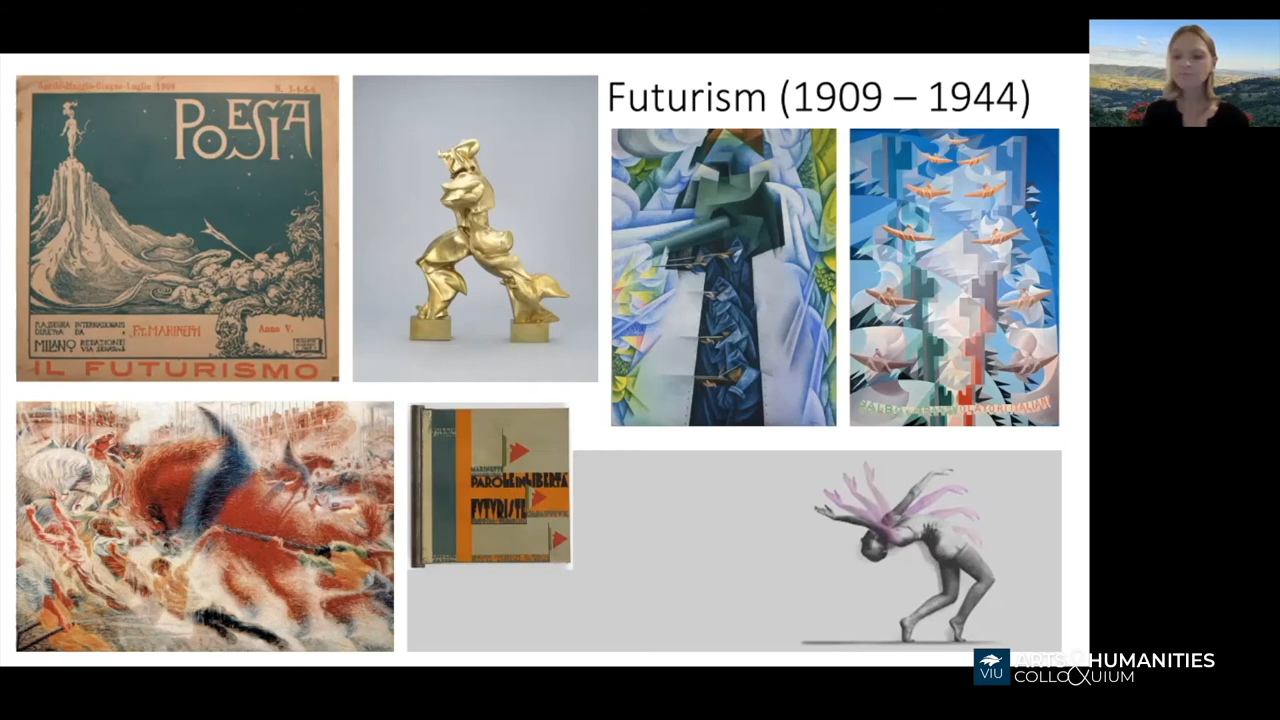 Futurism (1909 – 1944)
Aprile-Maggio-Giugno-Luglio 1909
N. 3-4-5-6
POESIA
RASSEGNA INTERNAZIONALE
DIRETTA DA
F.T. MARINETTI
MILANO REDAZIONE
Anno V.
IL FUTURISMO
MARINETTI
PAROLE IN LIBERTÀ
FUTURISTE
VIU
ARTS & HUMANITIES
COLLOQUIUM